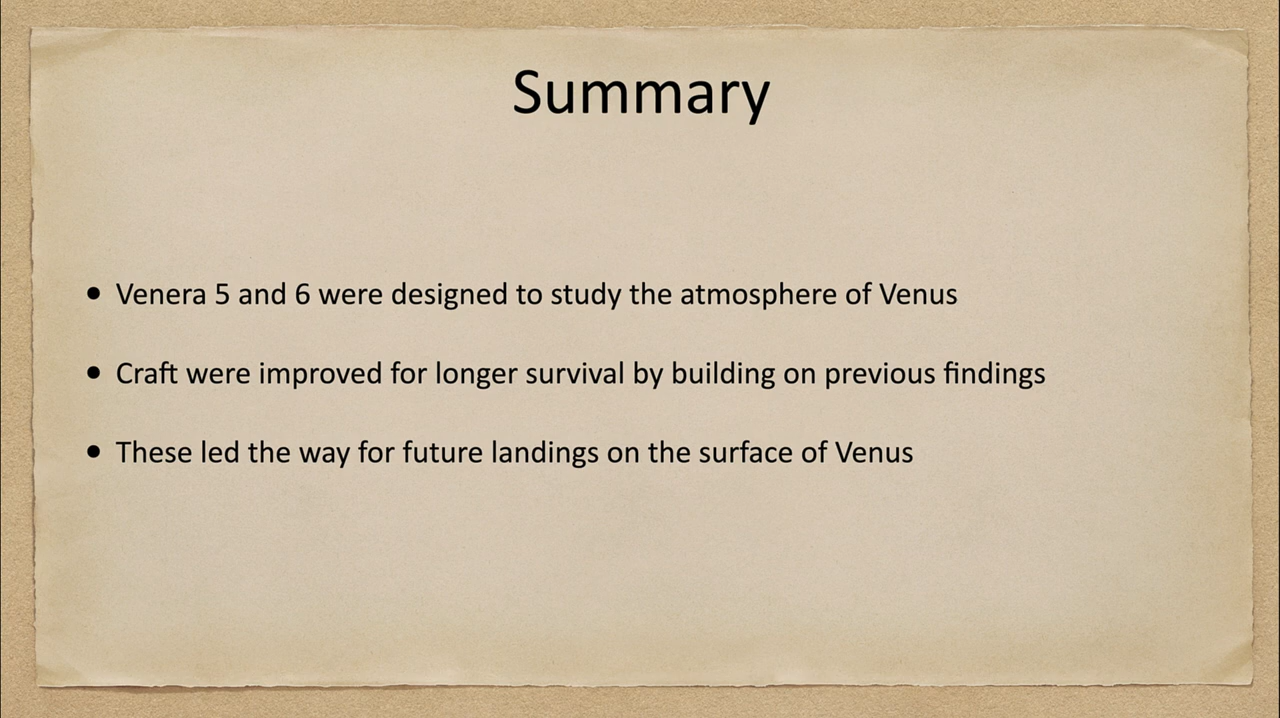 Summary
• Venera 5 and 6 were designed to study the atmosphere of Venus
• Craft were improved for longer survival by building on previous findings
• These led the way for future landings on the surface of Venus